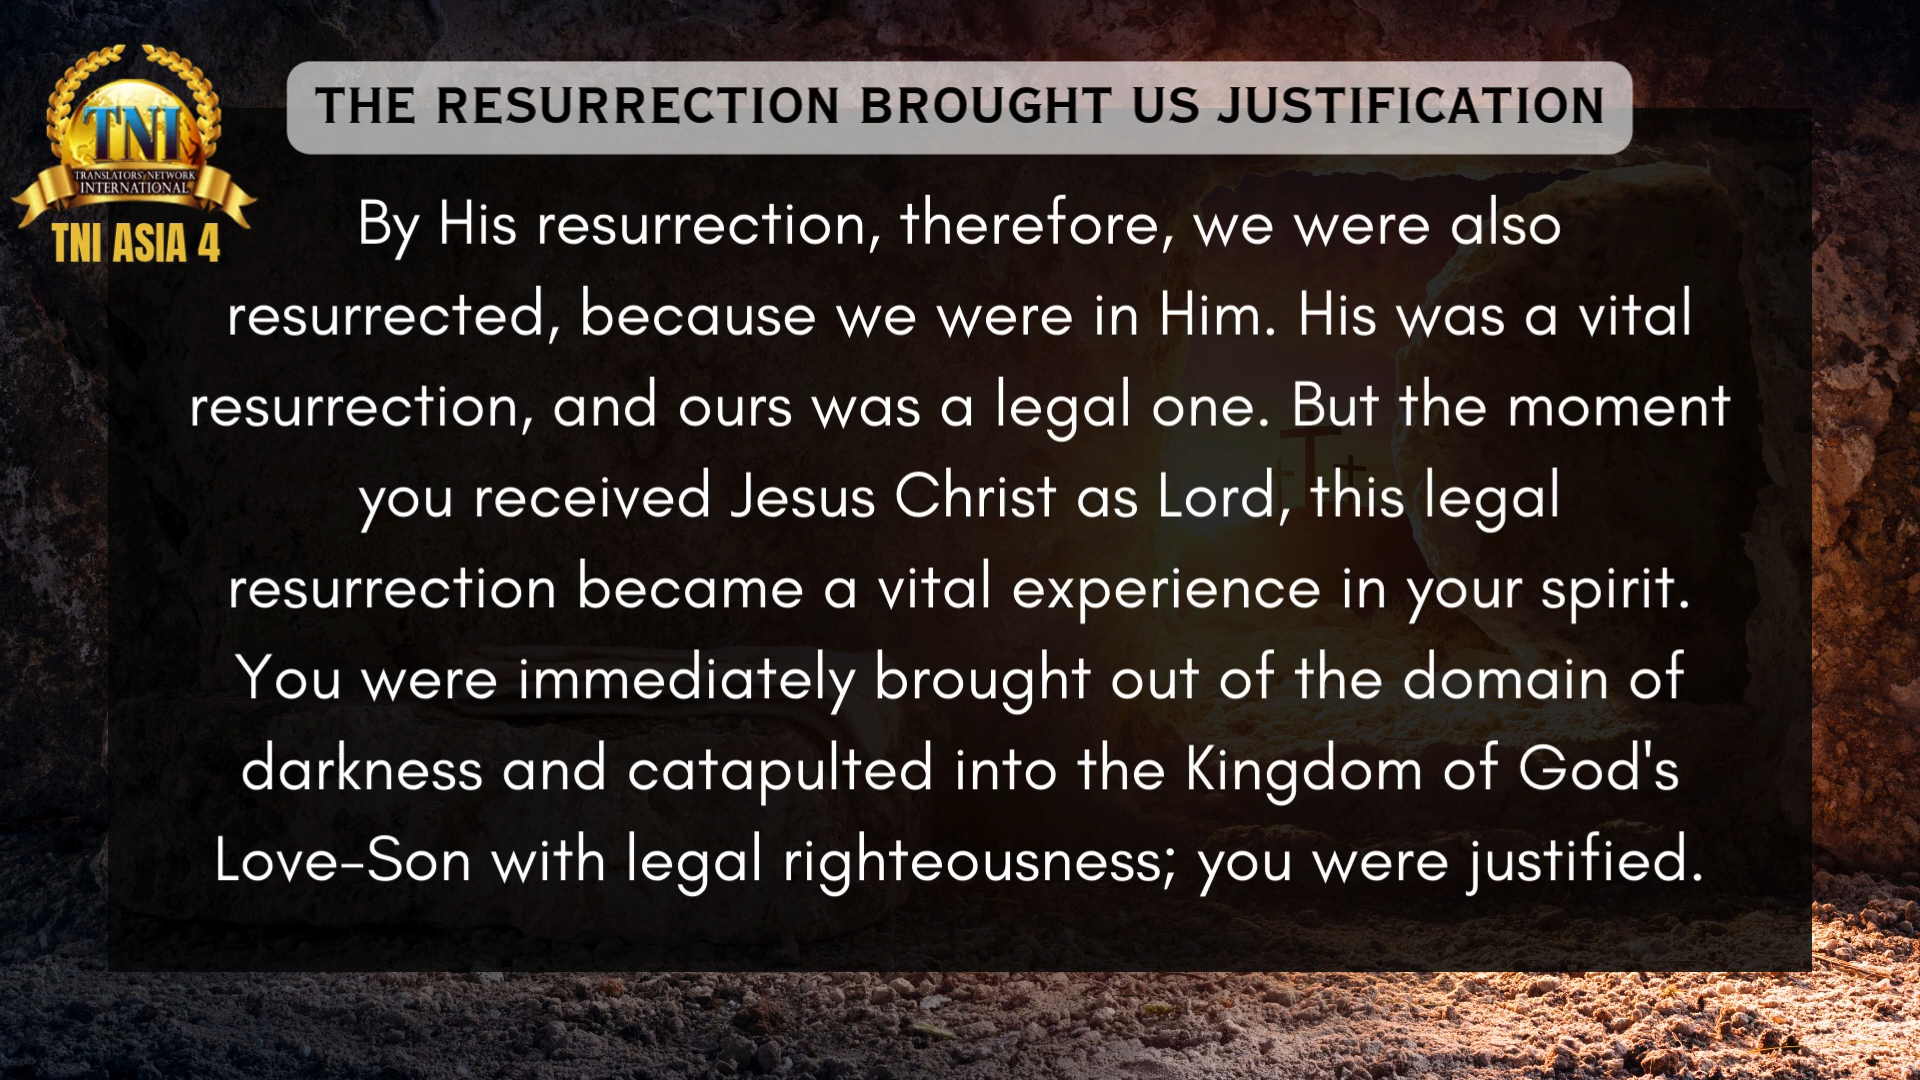 TNI
TRANSLATORS' NETWORK
INTERNATIONAL
TNI ASIA 4
THE RESURRECTION BROUGHT US JUSTIFICATION
By His resurrection, therefore, we were also
resurrected, because we were in Him. His was a vital
resurrection, and ours was a legal one. But the moment
you received Jesus Christ as Lord, this legal
resurrection became a vital experience in your spirit.
You were immediately brought out of the domain of
darkness and catapulted into the Kingdom of God's
Love-Son with legal righteousness; you were justified.